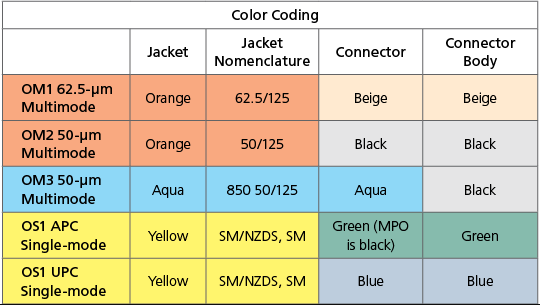 Color Coding
Jacket
Jacket
Nomenclature
Connector
Connector
Body
OM1 62.5-µm
Multimode
Orange
62.5/125
Beige
Beige
OM2 50-µm
Multimode
Orange
50/125
Black
Black
OM3 50-µm
Multimode
Aqua
850 50/125
Aqua
Black
OS1 APC
Single-mode
Yellow
SM/NZDS, SM
Green (MPO
is black)
Green
OS1 UPC
Single-mode
Yellow
SM/NZDS, SM
Blue
Blue